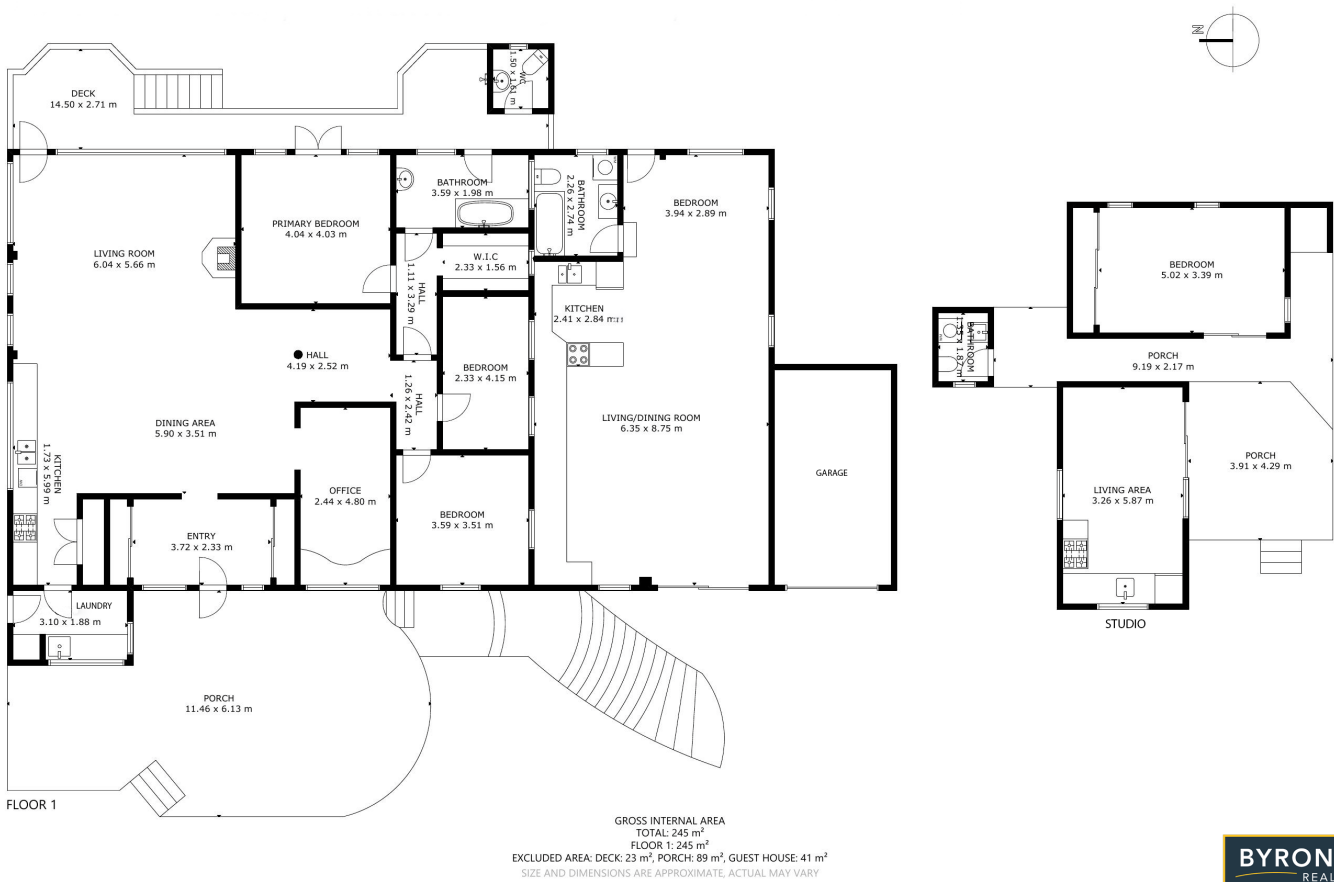 N
DECK
14.50 x 2.71 m
WC
1.50 x 1.61 m
PRIMARY BEDROOM
4.04 x 4.03 m
BATHROOM
3.59 x 1.98 m
BATHROOM
2.26 x 2.74 m
BEDROOM
3.94 x 2.89 m
LIVING ROOM
6.04 x 5.66 m
W.I.C
2.33 x 1.56 m
HALL
1.11 x 3.29 m
KITCHEN
2.41 x 2.84 m
HALL
4.19 x 2.52 m
BEDROOM
2.33 x 4.15 m
HALL
1.26 x 2.42 m
DINING AREA
5.90 x 3.51 m
LIVING/DINING ROOM
6.35 x 8.75 m
KITCHEN
1.73 x 5.99 m
OFFICE
2.44 x 4.80 m
BEDROOM
3.59 x 3.51 m
GARAGE
ENTRY
3.72 x 2.33 m
LAUNDRY
3.10 x 1.88 m
PORCH
11.46 x 6.13 m
FLOOR 1
BEDROOM
5.02 x 3.39 m
BATHROOM
1.35 x 1.87 m
PORCH
9.19 x 2.17 m
PORCH
3.91 x 4.29 m
LIVING AREA
3.26 x 5.87 m
STUDIO
GROSS INTERNAL AREA
TOTAL: 245 m²
FLOOR 1: 245 m²
EXCLUDED AREA: DECK: 23 m², PORCH: 89 m², GUEST HOUSE: 41 m²
SIZE AND DIMENSIONS ARE APPROXIMATE, ACTUAL MAY VARY
BYRON
REAL